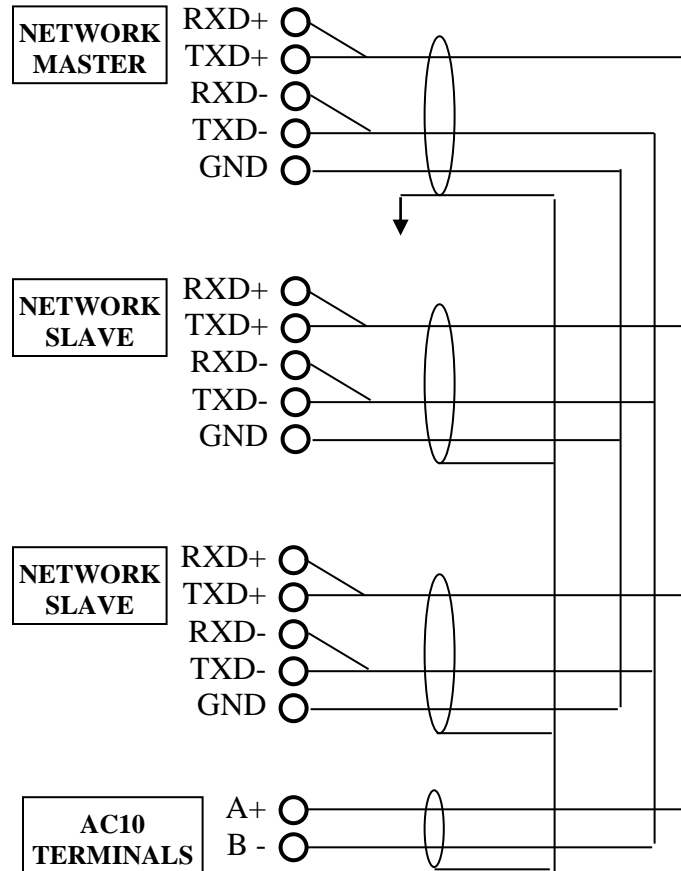 NETWORK
MASTER
RXD+
TXD+
RXD-
TXD-
GND
NETWORK
SLAVE
RXD+
TXD+
RXD-
TXD-
GND
NETWORK
SLAVE
RXD+
TXD+
RXD-
TXD-
GND
AC10
TERMINALS
A+
B -